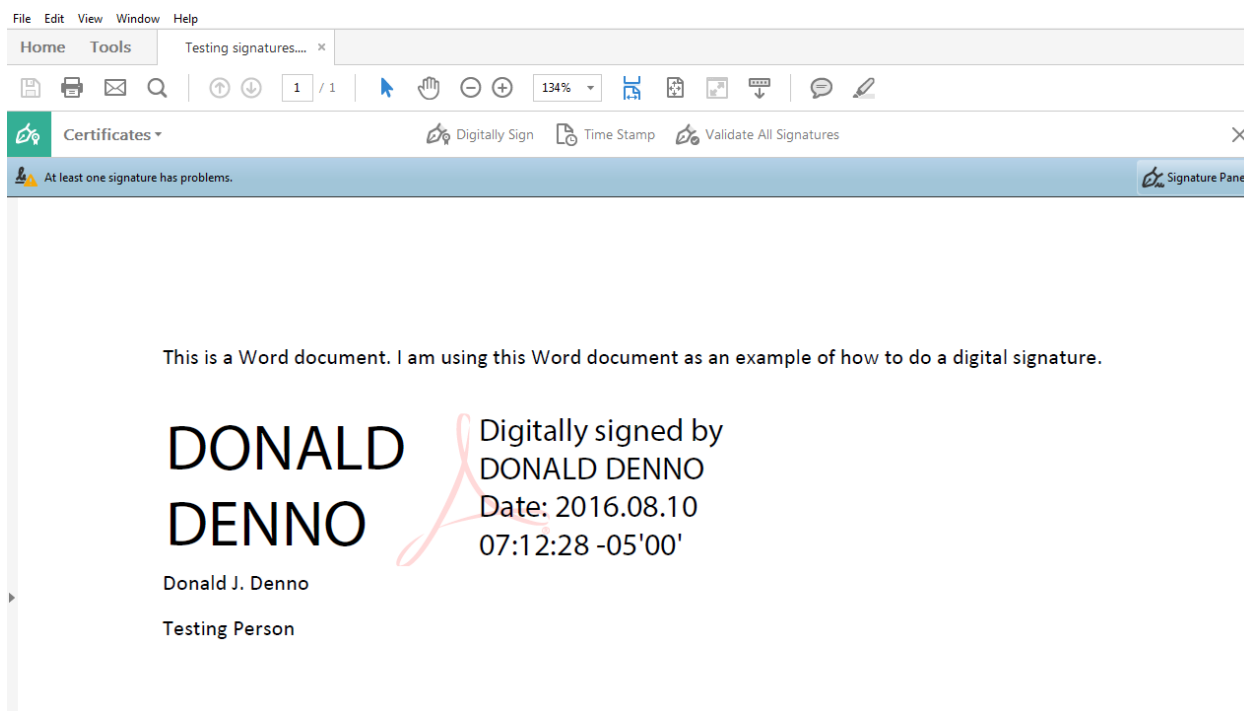 File Edit View Window Help
Home Tools Testing signatures.... ×
1 / 1 134%
Certificates Digitally Sign Time Stamp Validate All Signatures
At least one signature has problems. Signature Pane
This is a Word document. I am using this Word document as an example of how to do a digital signature.
DONALD
DENNO
Digitally signed by
DONALD DENNO
Date: 2016.08.10
07:12:28 -05'00'
Donald J. Denno
Testing Person